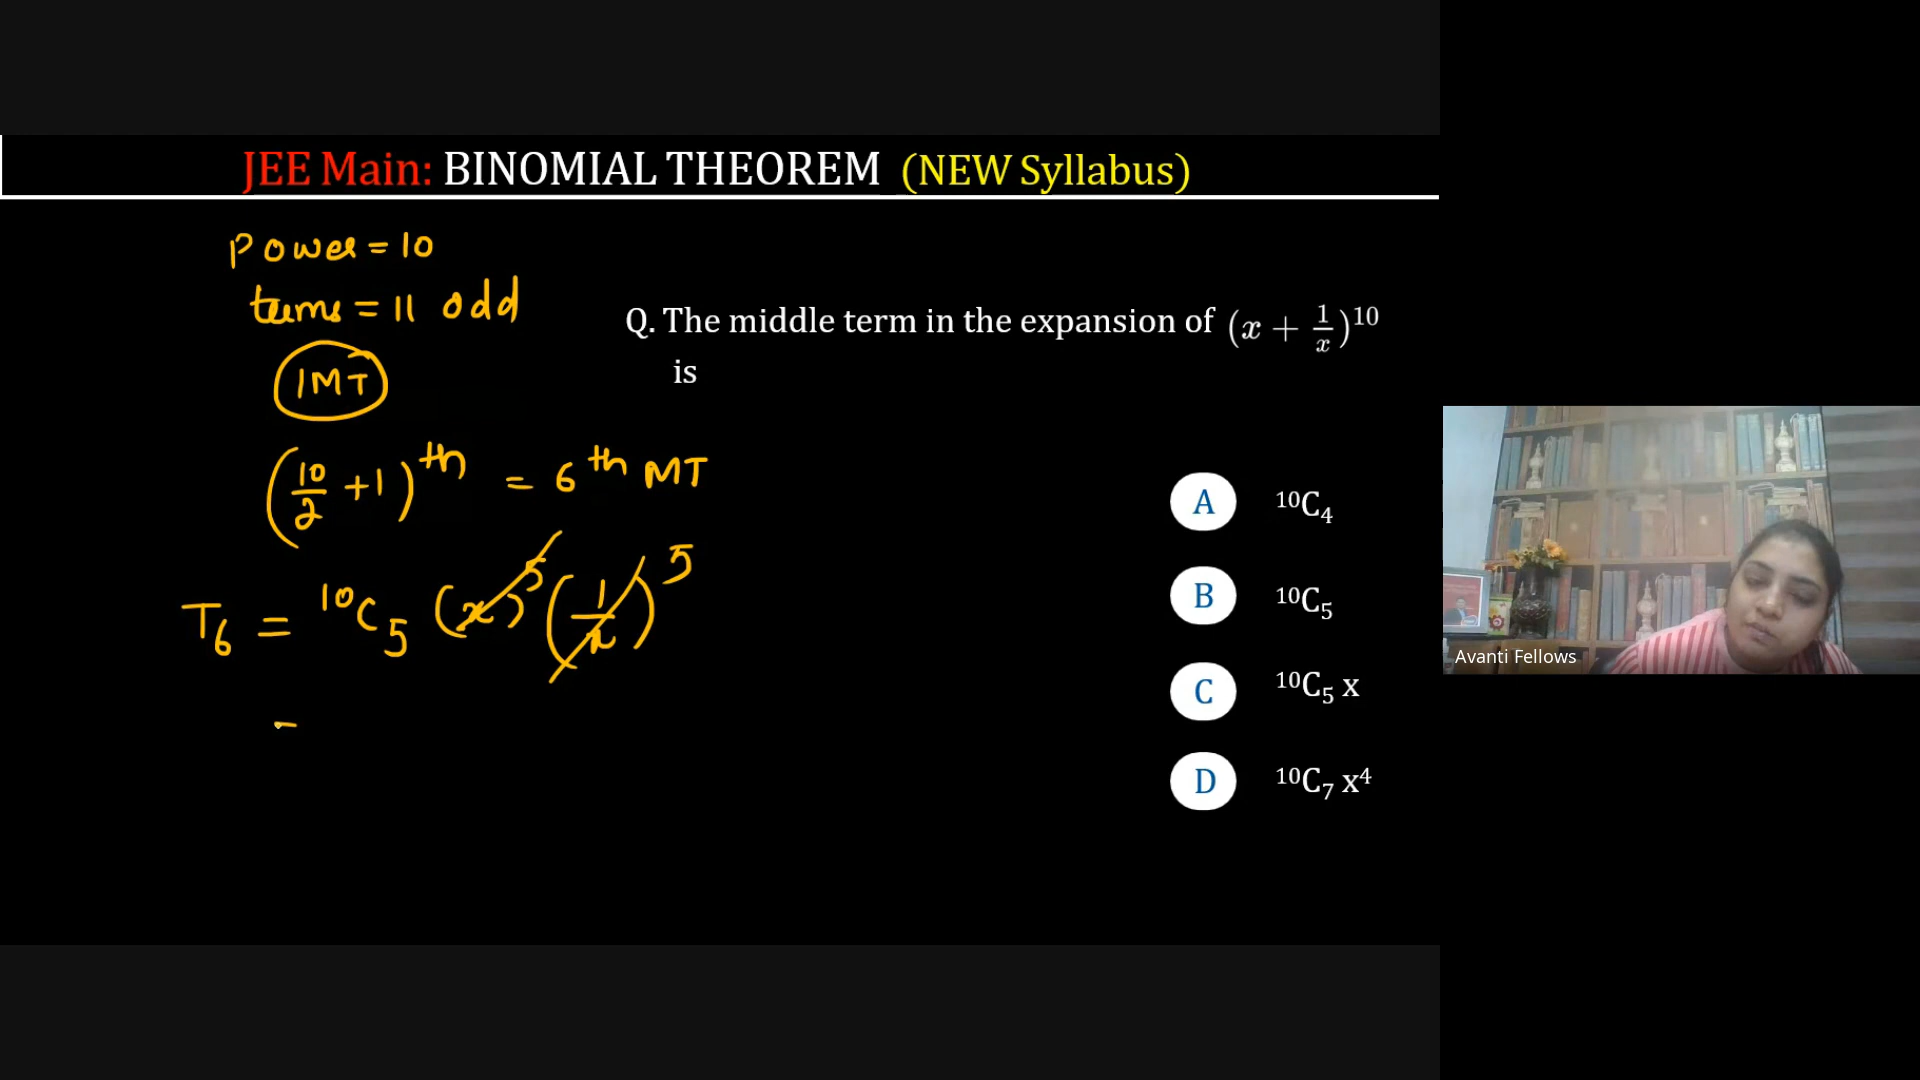 JEE Main: BINOMIAL THEOREM (NEW Syllabus)
Power = 10
terms = 11 odd
1MT
(10/2 + 1)th = 6th MT
T6 = 10C5 (x)5 (1/x)5
=
Q. The middle term in the expansion of (x + 1/x)10
is
A 10C4
B 10C5
C 10C5 x
D 10C7 x4
Avanti Fellows